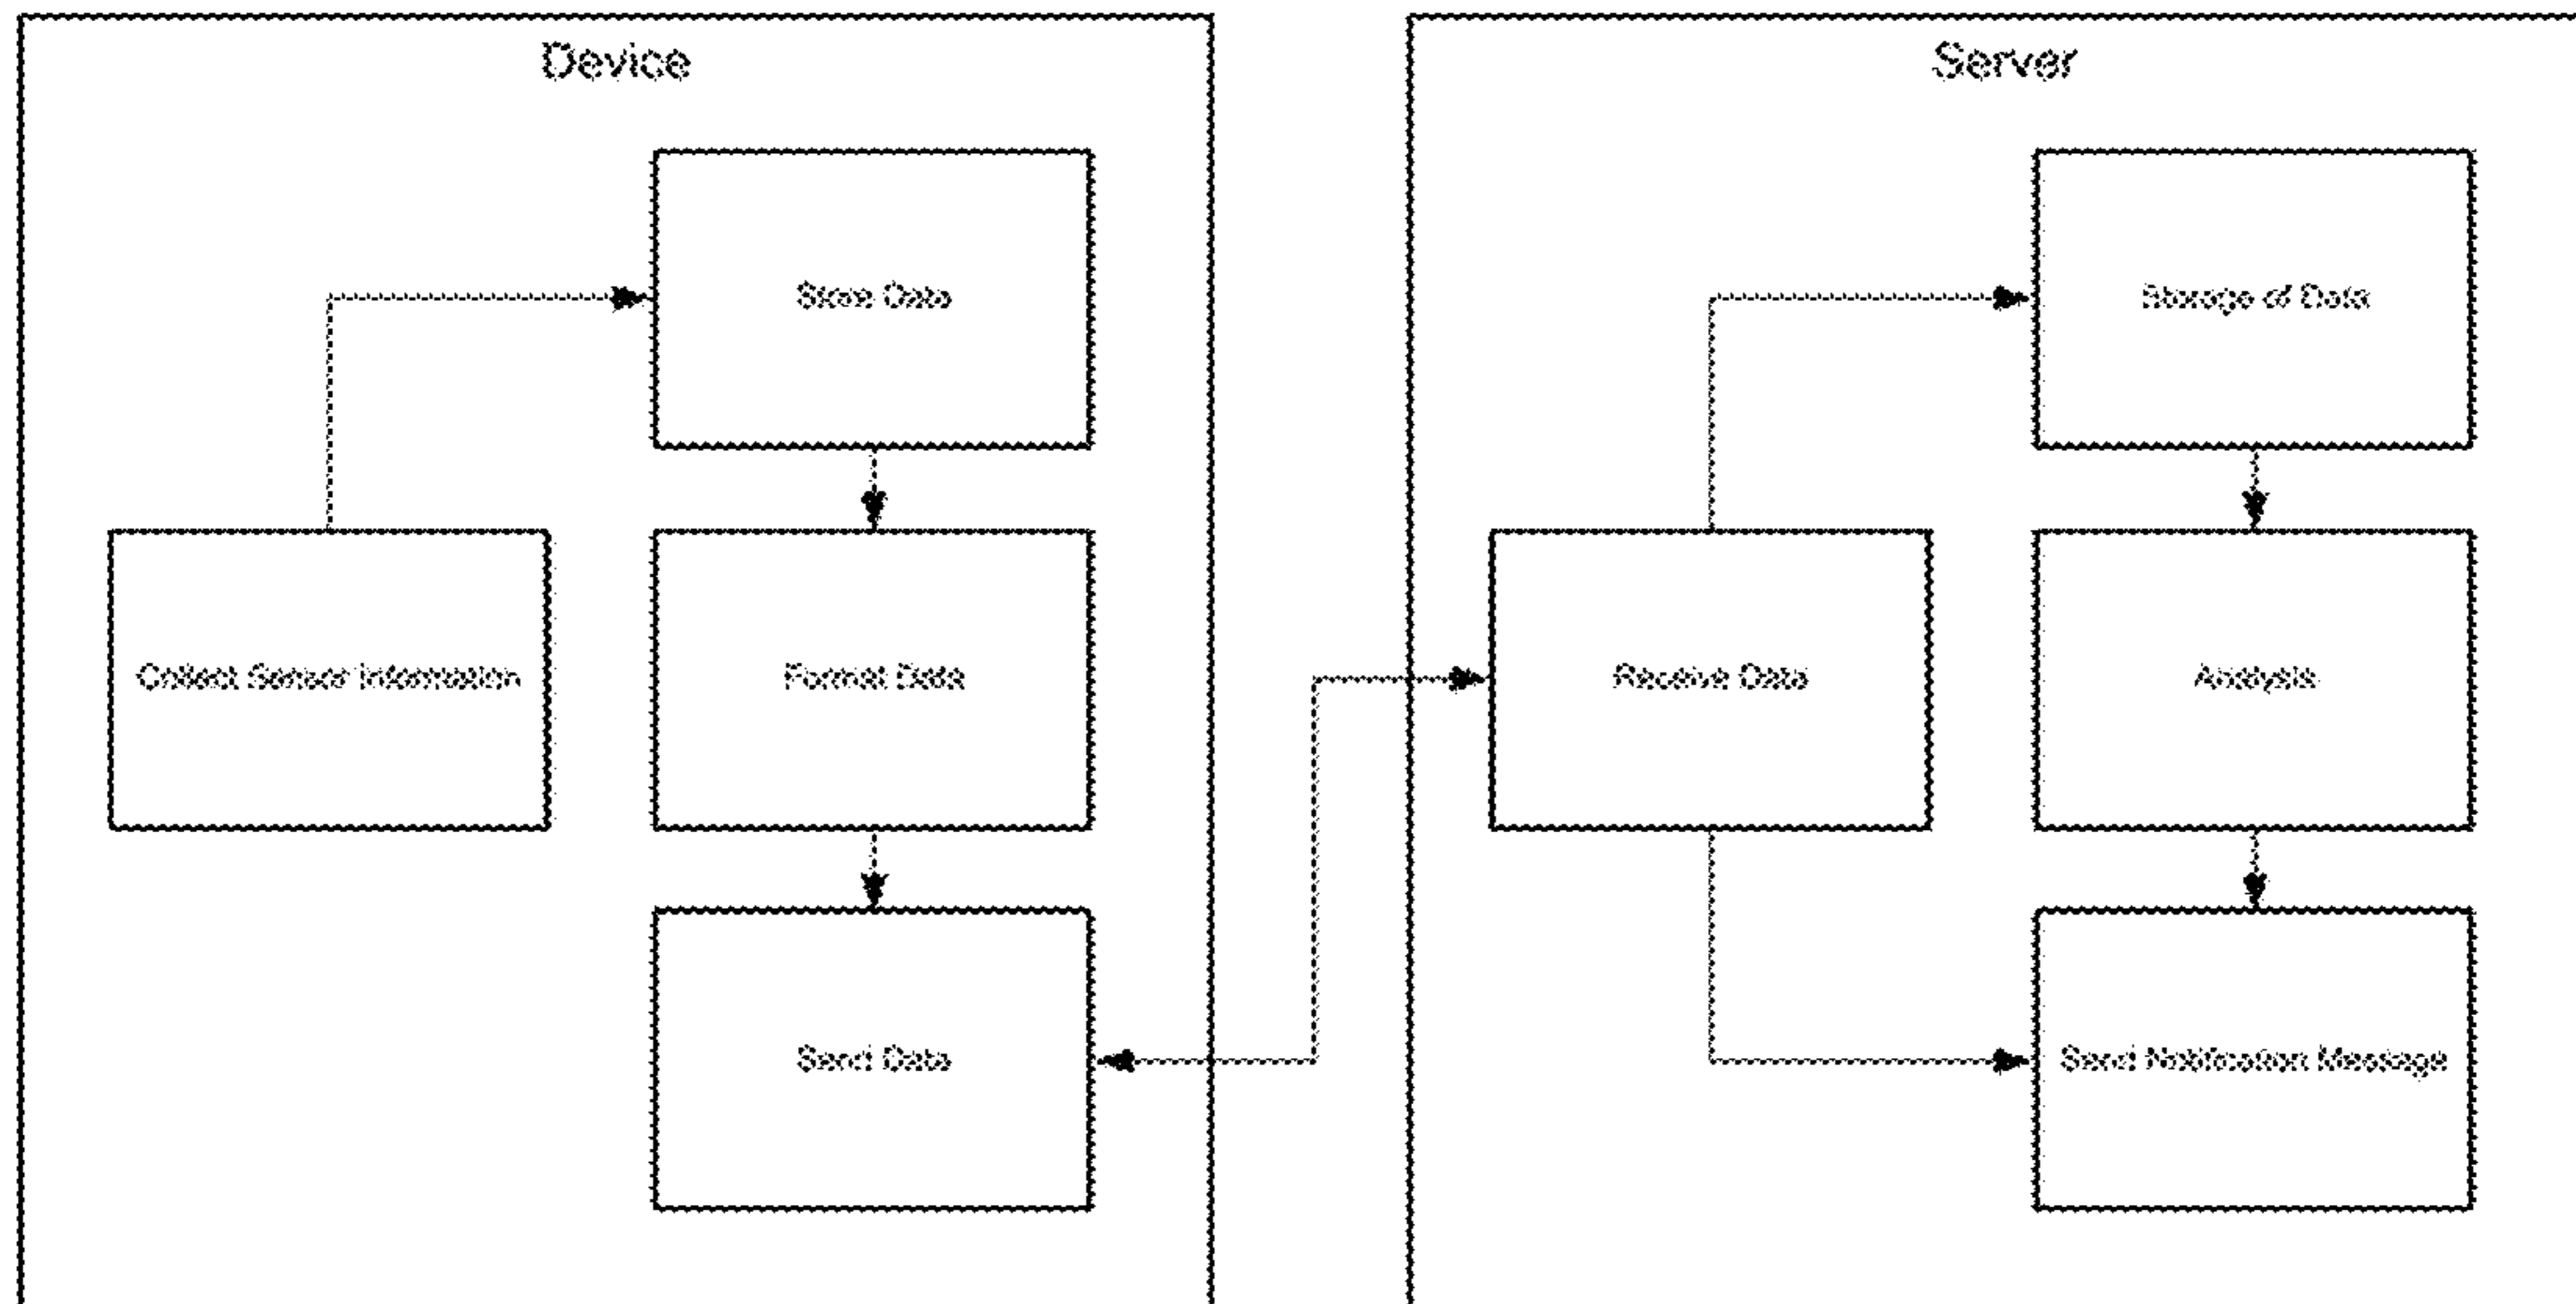 Device
Server
Store Data
Storage of Data
Collect Sensor Information
Format Data
Receive Data
Analysis
Send Data
Send Notification Message